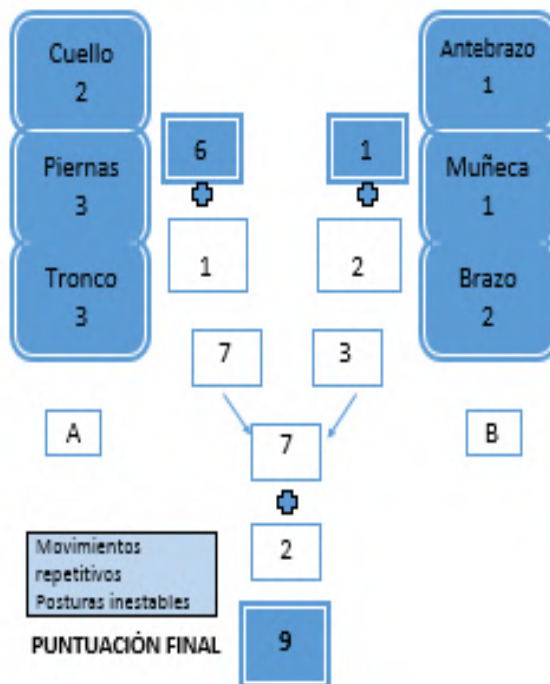 Cuello
2
Piernas
3
Tronco
3
6
1
7
A
Antebrazo
1
Muñeca
1
Brazo
2
1
2
3
B
7
2
Movimientos
repetitivos
Posturas inestables
PUNTUACIÓN FINAL
9